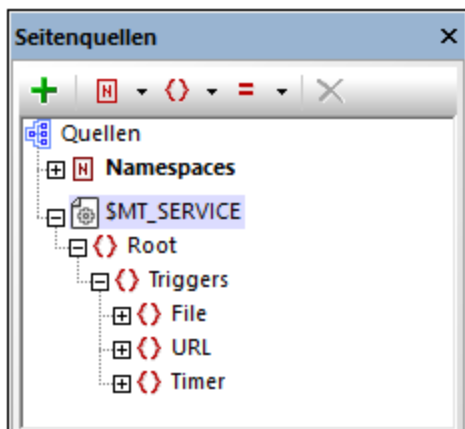 Seitenquellen
Quellen
Namespaces
$MT_SERVICE
Root
Triggers
File
URL
Timer